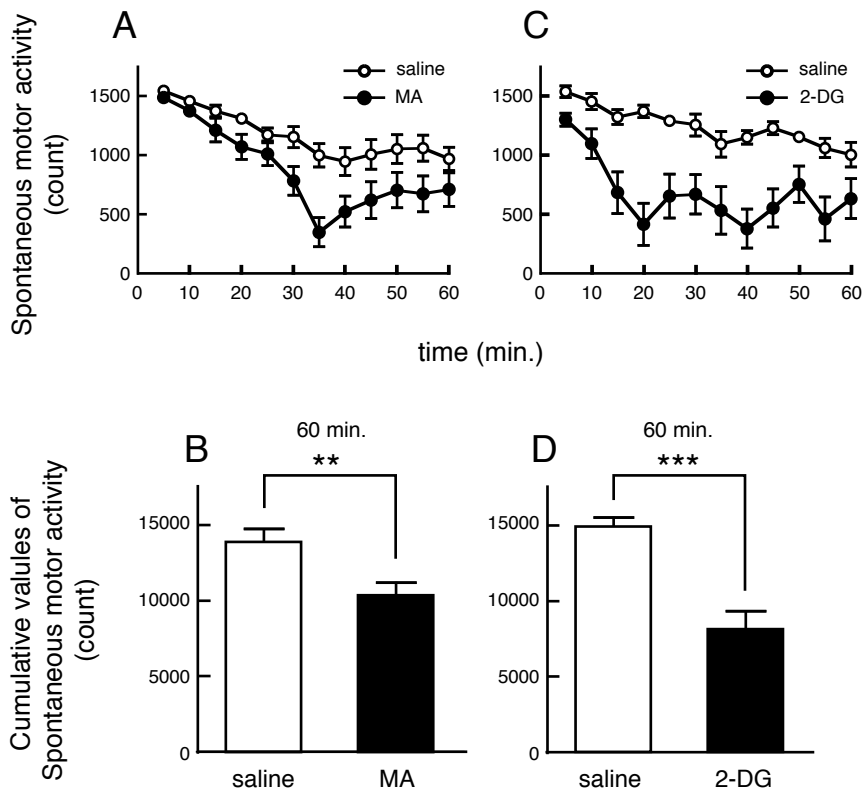 A
saline
MA
Spontaneous motor activity
(count)
1500
1000
500
0
0 10 20 30 40 50 60
C
saline
2-DG
1500
1000
500
0
0 10 20 30 40 50 60
time (min.)
B
60 min.
**
Cumulative valules of
Spontaneous motor activity
(count)
15000
10000
5000
0
saline MA
D
60 min.
***
15000
10000
5000
0
saline 2-DG